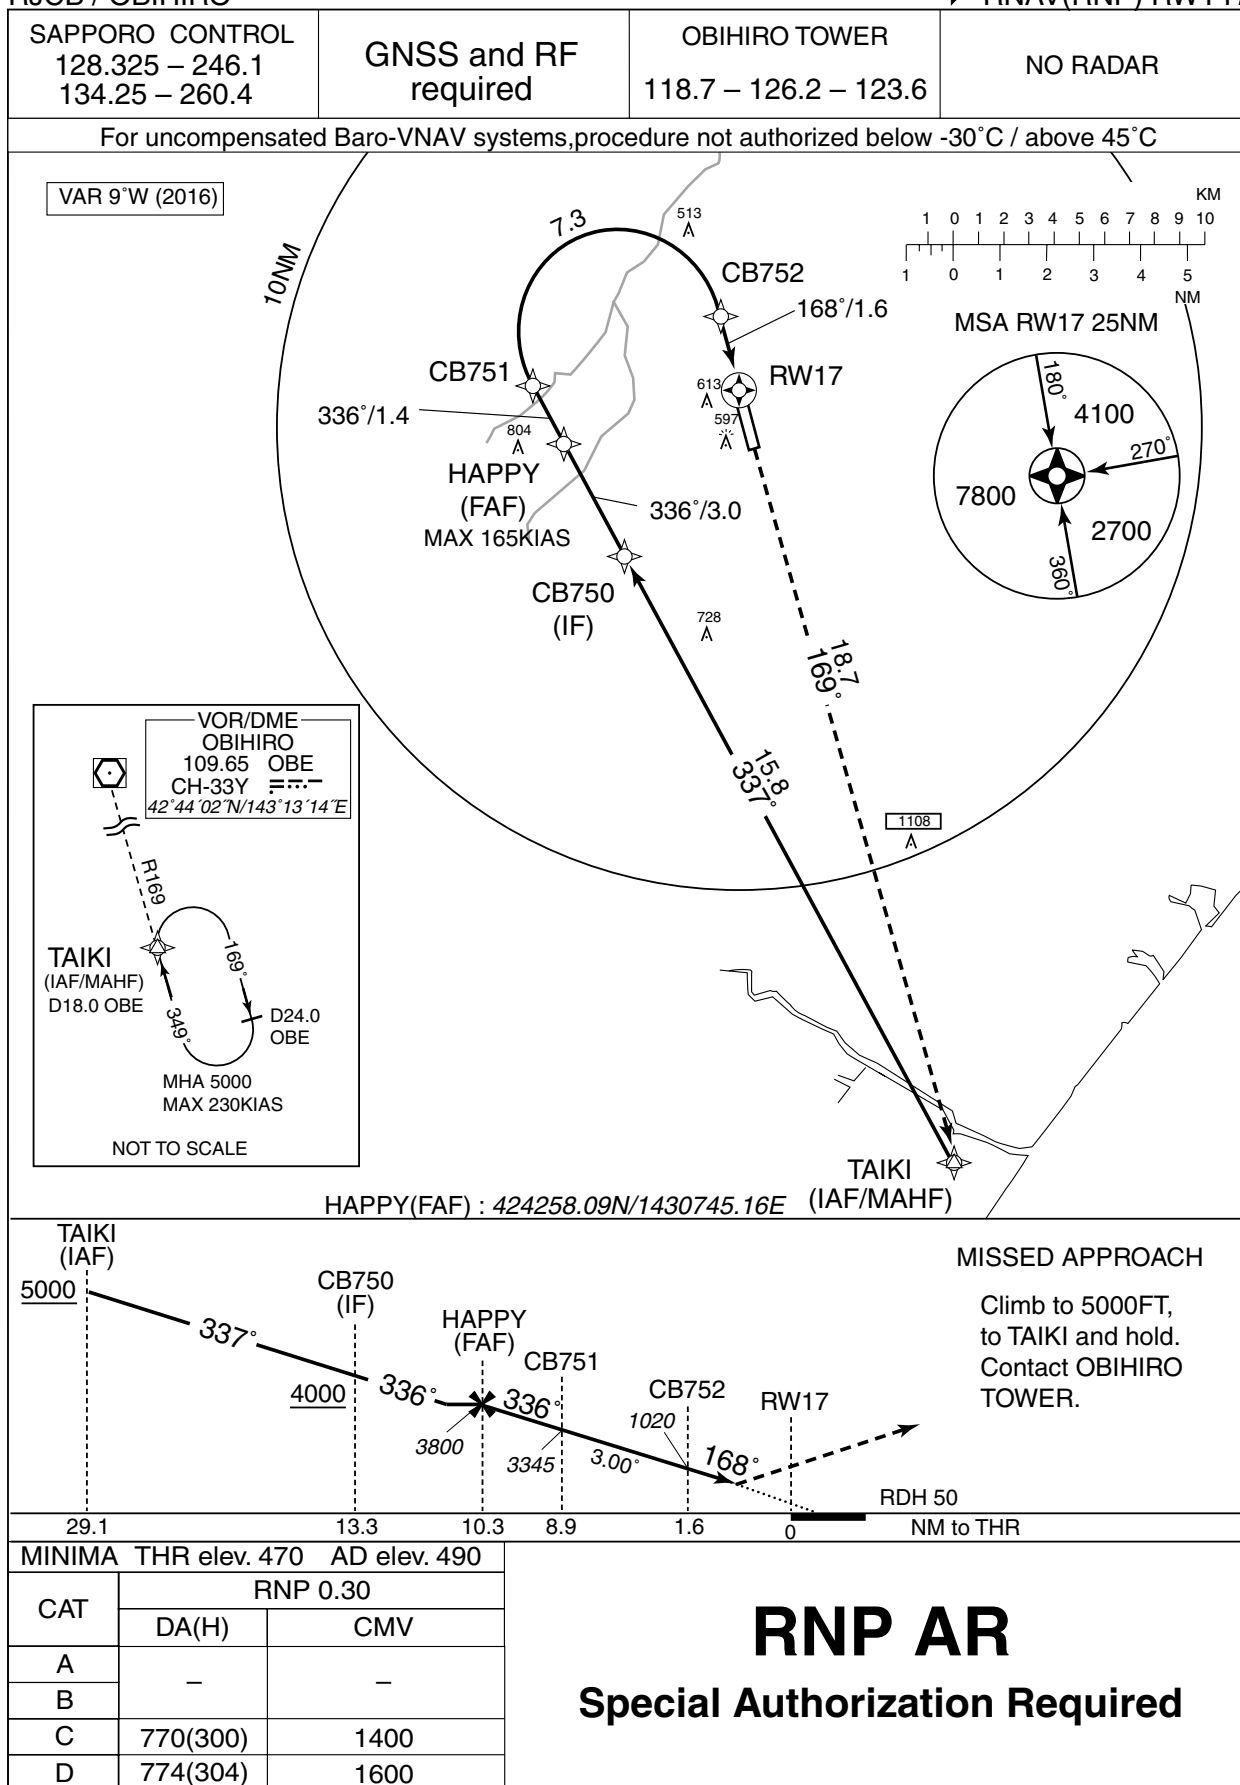 SAPPORO CONTROL
128.325 – 246.1
134.25 – 260.4
GNSS and RF
required
OBIHIRO TOWER
118.7 – 126.2 – 123.6
NO RADAR
For uncompensated Baro-VNAV systems,procedure not authorized below -30˚C / above 45˚C
VAR 9˚W (2016)
10NM
7.3
513
CB752
168˚/1.6
KM
1 0 1 2 3 4 5 6 7 8 9 10
1 0 1 2 3 4 5
NM
MSA RW17 25NM
180˚
4100
270˚
7800
2700
360˚
CB751
RW17
613
597
336˚/1.4
804
HAPPY
(FAF)
MAX 165KIAS
336˚/3.0
CB750
(IF)
728
18.7
169˚
15.8
337˚
1108
VOR/DME
OBIHIRO
109.65 OBE
CH-33Y
42˚44´02˝N/143˚13´14˝E
R169
TAIKI
(IAF/MAHF)
D18.0 OBE
169˚
349˚
D24.0
OBE
MHA 5000
MAX 230KIAS
NOT TO SCALE
TAIKI
(IAF/MAHF)
HAPPY(FAF) : 424258.09N/1430745.16E
TAIKI
(IAF)
5000
337˚
CB750
(IF)
4000
336˚
HAPPY
(FAF)
3800
336˚
CB751
3345
3.00˚
CB752
1020
168˚
RW17
MISSED APPROACH
Climb to 5000FT,
to TAIKI and hold.
Contact OBIHIRO
TOWER.
RDH 50
29.1 13.3 10.3 8.9 1.6 0 NM to THR
MINIMA THR elev. 470 AD elev. 490
CAT
RNP 0.30
DA(H) CMV
A
B
– –
C 770(300) 1400
D 774(304) 1600
RNP AR
Special Authorization Required